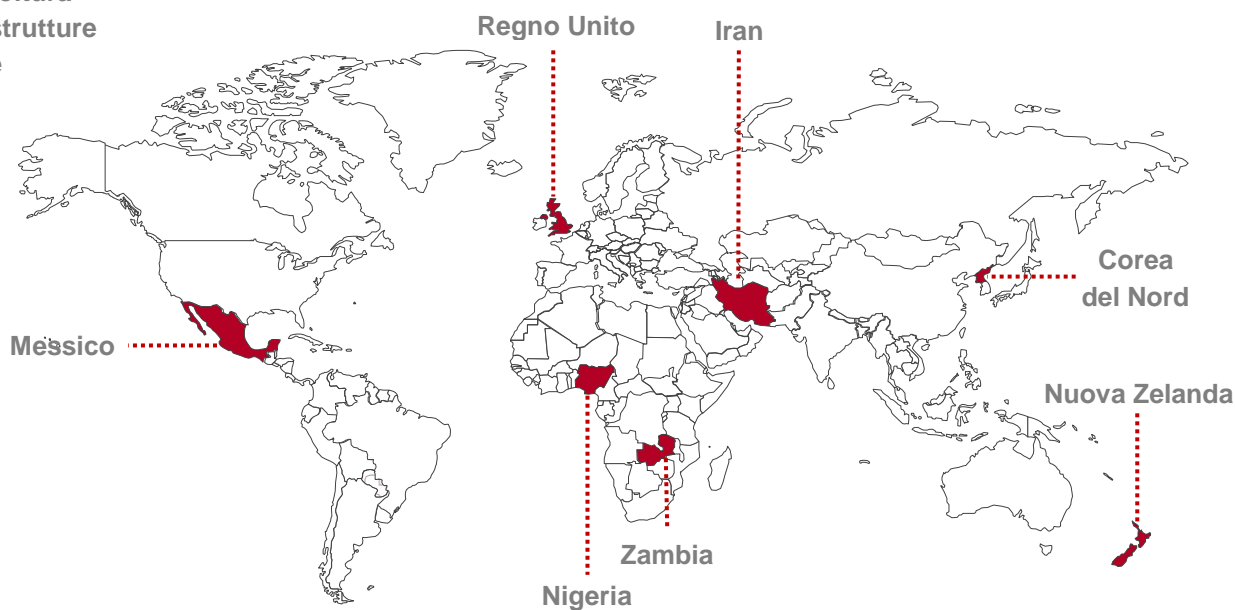 strutture
Regno Unito
Iran
Corea
del Nord
Messico
Nuova Zelanda
Zambia
Nigeria